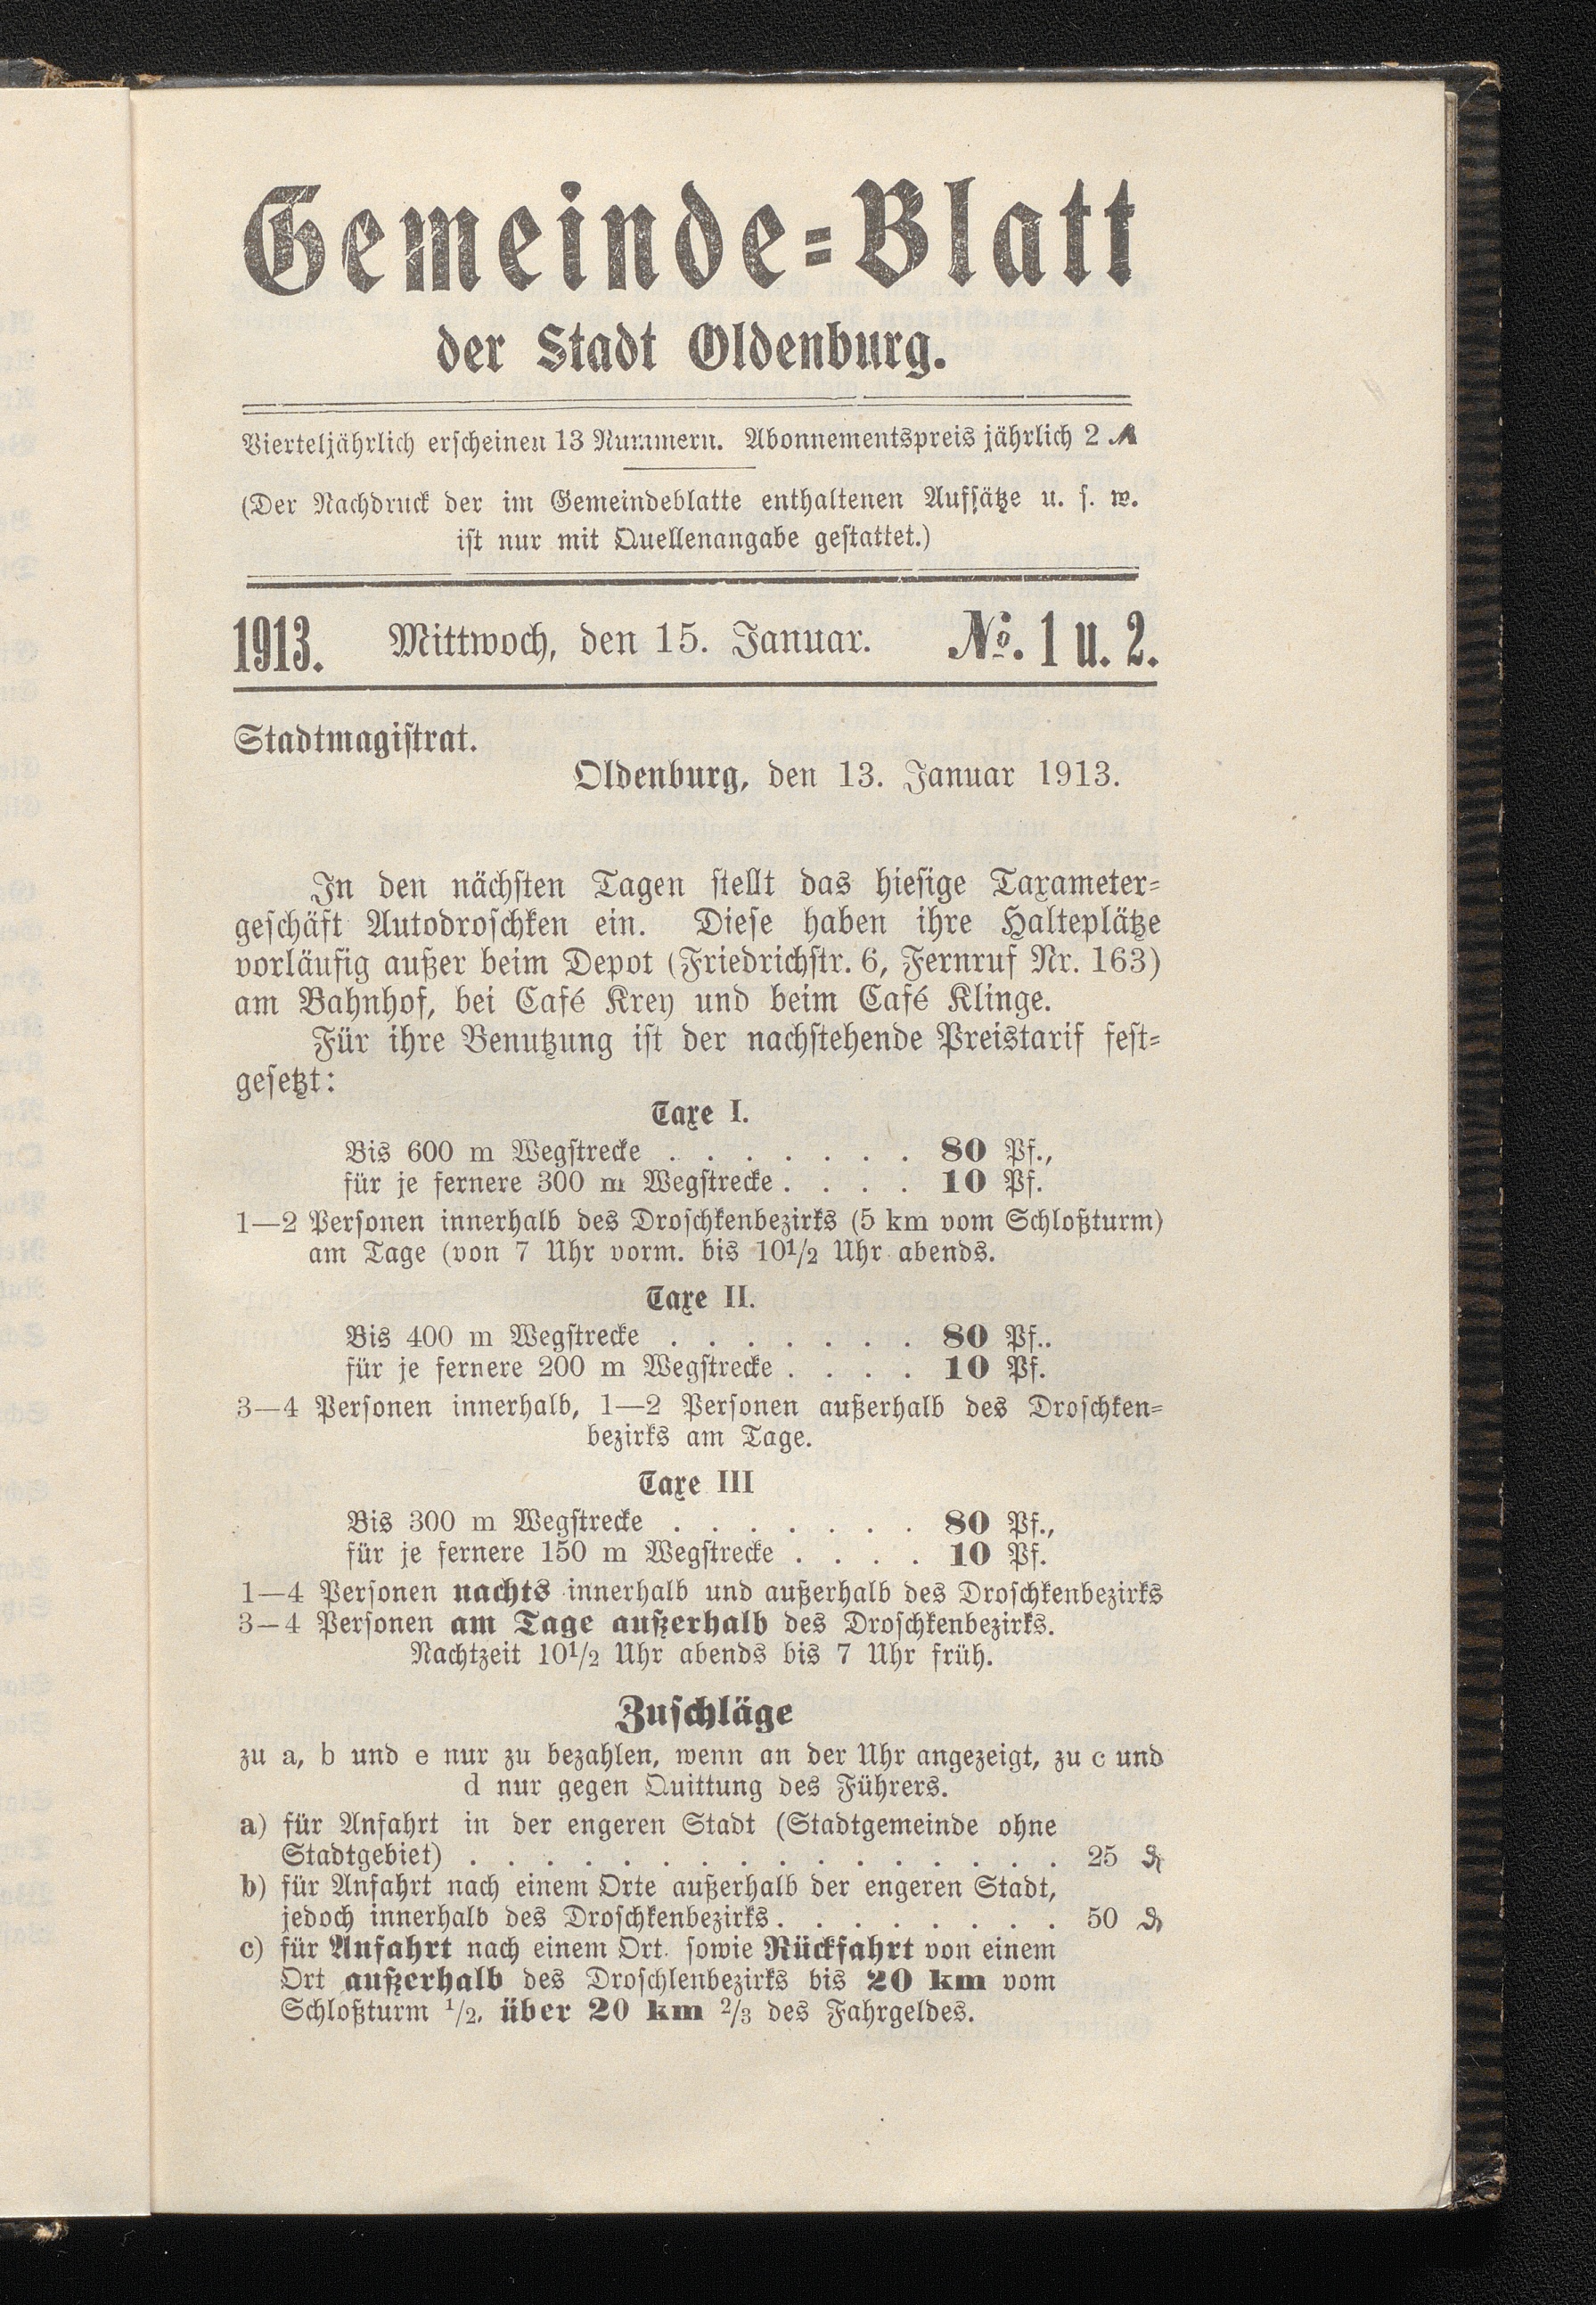 Gemeinde=Blatt
der Stadt Oldenburg.
Vierteljährlich erscheinen 13 Nummern. Abonnementspreis jährlich 2 ℳ
(Der Nachdruck der im Gemeindeblatte enthaltenen Aufsätze u. s. w.
ist nur mit Quellenangabe gestattet.)
1913. Mittwoch, den 15. Januar. No. 1 u. 2.
Stadtmagistrat.
Oldenburg, den 13. Januar 1913.
In den nächsten Tagen stellt das hiesige Taxameter=
geschäft Autodroschken ein. Diese haben ihre Halteplätze
vorläufig außer beim Depot (Friedrichstr. 6, Fernruf Nr. 163)
am Bahnhof, bei Café Krey und beim Café Klinge.
Für ihre Benutzung ist der nachstehende Preistarif fest=
gesetzt:
Taxe I.
Bis 600 m Wegstrecke . . . . . . . 80 Pf.,
für je fernere 300 m Wegstrecke . . . . 10 Pf.
1—2 Personen innerhalb des Droschkenbezirks (5 km vom Schloßturm)
am Tage (von 7 Uhr vorm. bis 10½ Uhr abends.
Taxe II.
Bis 400 m Wegstrecke . . . . . . . 80 Pf..
für je fernere 200 m Wegstrecke . . . . 10 Pf.
3—4 Personen innerhalb, 1—2 Personen außerhalb des Droschken=
bezirks am Tage.
Taxe III
Bis 300 m Wegstrecke . . . . . . . 80 Pf.,
für je fernere 150 m Wegstrecke . . . . 10 Pf.
1—4 Personen nachts innerhalb und außerhalb des Droschkenbezirks
3—4 Personen am Tage außerhalb des Droschkenbezirks.
Nachtzeit 10½ Uhr abends bis 7 Uhr früh.
Zuschläge
zu a, b und e nur zu bezahlen, wenn an der Uhr angezeigt, zu c und
d nur gegen Quittung des Führers.
a) für Anfahrt in der engeren Stadt (Stadtgemeinde ohne
Stadtgebiet) . . . . . . . . . . . . . . . . 25 ₰
b) für Anfahrt nach einem Orte außerhalb der engeren Stadt,
jedoch innerhalb des Droschkenbezirks . . . . . . . . 50 ₰
c) für Anfahrt nach einem Ort. sowie Rückfahrt von einem
Ort außerhalb des Droschlenbezirks bis 20 km vom
Schloßturm ½, über 20 km ⅔ des Fahrgeldes.